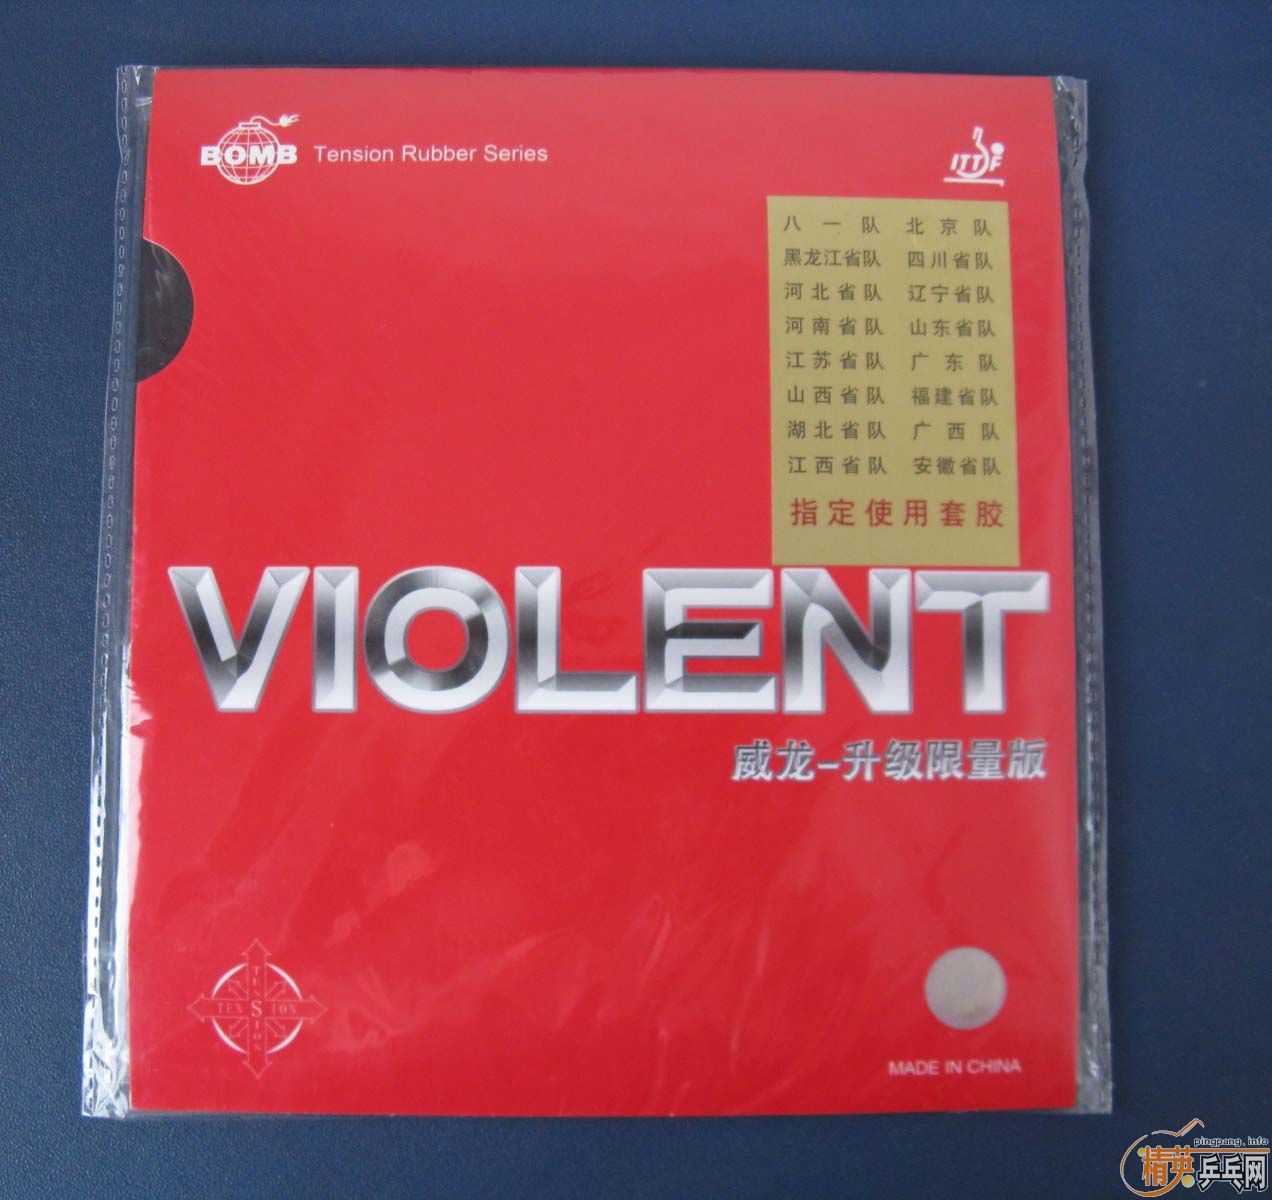 BOMB Tension Rubber Series
ITTF
八一队 北京队
黑龙江省队 四川省队
河北省队 辽宁省队
河南省队 山东省队
江苏省队 广东队
山西省队 福建省队
湖北省队 广西队
江西省队 安徽省队
指定使用套胶
VIOLENT
威龙-升级限量版
TENSION
TENSION
MADE IN CHINA
pingpang.info
精英乒乓网